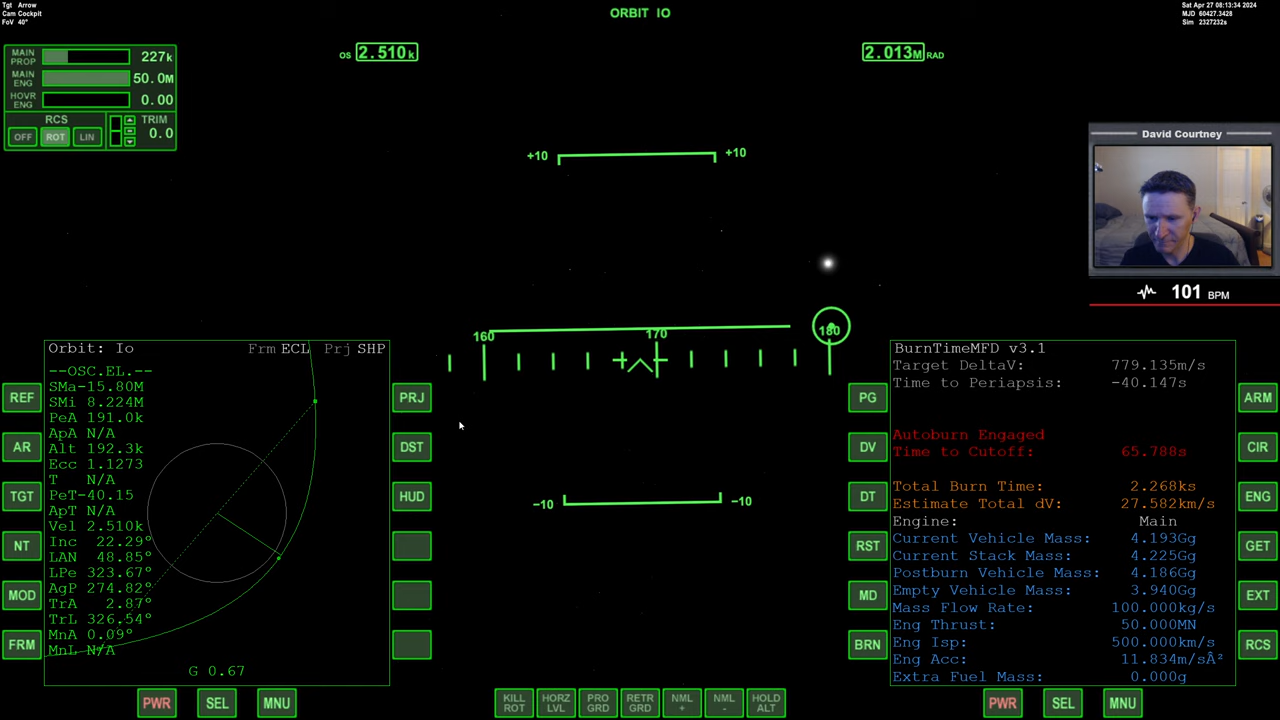 Tgt Arrow
Cam Cockpit
FoV 40°
ORBIT IO
Sat Apr 27 08:13:34 2024
MJD 60427.3428
Sim 2327232s
MAIN PROP 227k
MAIN ENG 50.0M
HOVR ENG 0.00
RCS TRIM
OFF ROT LIN 0.0
OS 2.510k
2.013M RAD
David Courtney
101 BPM
+10 +10
160 170 180
-10 -10
Orbit: Io Frm ECL Prj SHP
--OSC.EL.--
SMa-15.80M
SMi 8.224M
PeA 191.0k
ApA N/A
Alt 192.3k
Ecc 1.1273
T N/A
PeT-40.15
ApT N/A
Vel 2.510k
Inc 22.29°
LAN 48.85°
LPe 323.67°
AgP 274.82°
TrA 2.87°
TrL 326.54°
MnA 0.09°
MnL N/A
G 0.67
REF
AR
TGT
NT
MOD
FRM
PRJ
DST
HUD
PWR SEL MNU
KILL ROT
HORZ LVL
PRO GRD
RETR GRD
NML +
NML -
HOLD ALT
BurnTimeMFD v3.1
Target DeltaV: 779.135m/s
Time to Periapsis: -40.147s
Autoburn Engaged
Time to Cutoff: 65.788s
Total Burn Time: 2.268ks
Estimate Total dV: 27.582km/s
Engine: Main
Current Vehicle Mass: 4.193Gg
Current Stack Mass: 4.225Gg
Postburn Vehicle Mass: 4.186Gg
Empty Vehicle Mass: 3.940Gg
Mass Flow Rate: 100.000kg/s
Eng Thrust: 50.000MN
Eng Isp: 500.000km/s
Eng Acc: 11.834m/sÂ²
Extra Fuel Mass: 0.000g
PG
DV
DT
RST
MD
BRN
ARM
CIR
ENG
GET
EXT
RCS
PWR SEL MNU